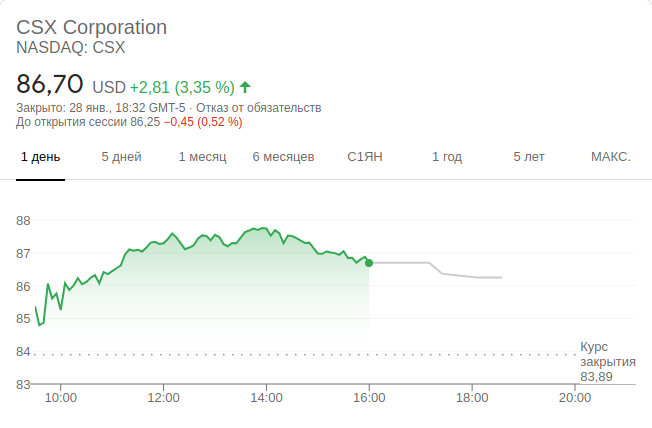 CSX Corporation
NASDAQ: CSX
86,70 USD +2,81 (3,35 %)
Закрыто: 28 янв., 18:32 GMT-5 · Отказ от обязательств
До открытия сессии 86,25 −0,45 (0,52 %)
1 день 5 дней 1 месяц 6 месяцев С1ЯН 1 год 5 лет МАКС.
88
87
86
85
84
Курс
закрытия
83,89
83
10:00 12:00 14:00 16:00 18:00 20:00